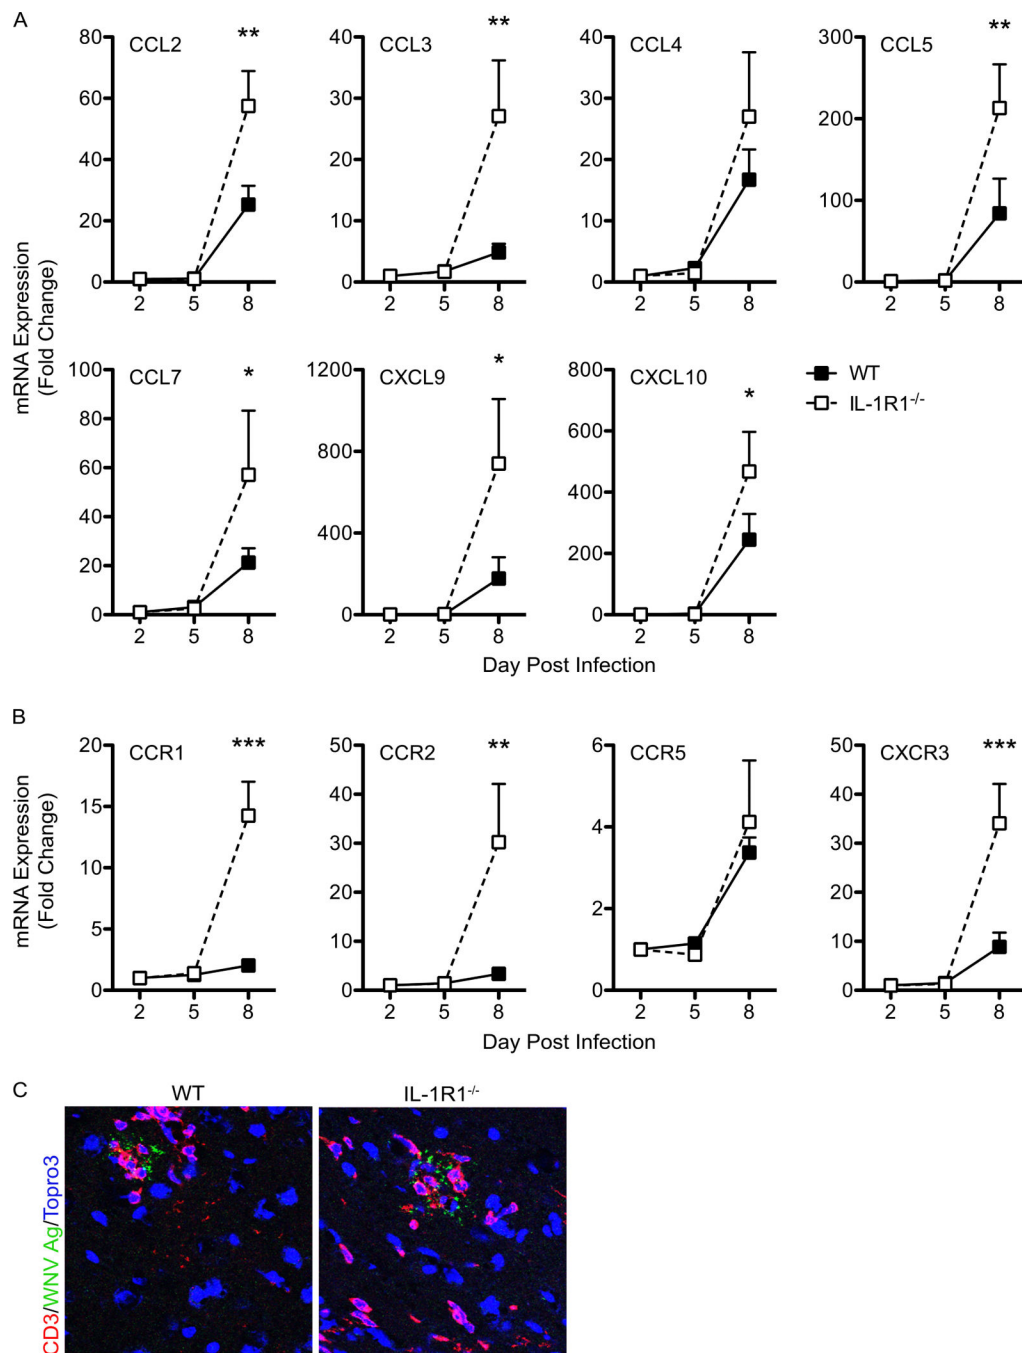 A
CCL2
**
80
60
40
20
0
2 5 8
CCL3
**
40
30
20
10
0
2 5 8
CCL4
40
30
20
10
0
2 5 8
CCL5
**
300
200
100
0
2 5 8
mRNA Expression
(Fold Change)
CCL7
*
100
80
60
40
20
0
2 5 8
CXCL9
*
1200
800
400
0
2 5 8
CXCL10
*
800
600
400
200
0
2 5 8
WT
IL-1R1-/-
Day Post Infection
B
CCR1
***
20
15
10
5
0
2 5 8
CCR2
**
50
40
30
20
10
0
2 5 8
CCR5
6
4
2
0
2 5 8
CXCR3
***
50
40
30
20
10
0
2 5 8
mRNA Expression
(Fold Change)
Day Post Infection
C
WT
IL-1R1-/-
CD3/WNV Ag/Topro3